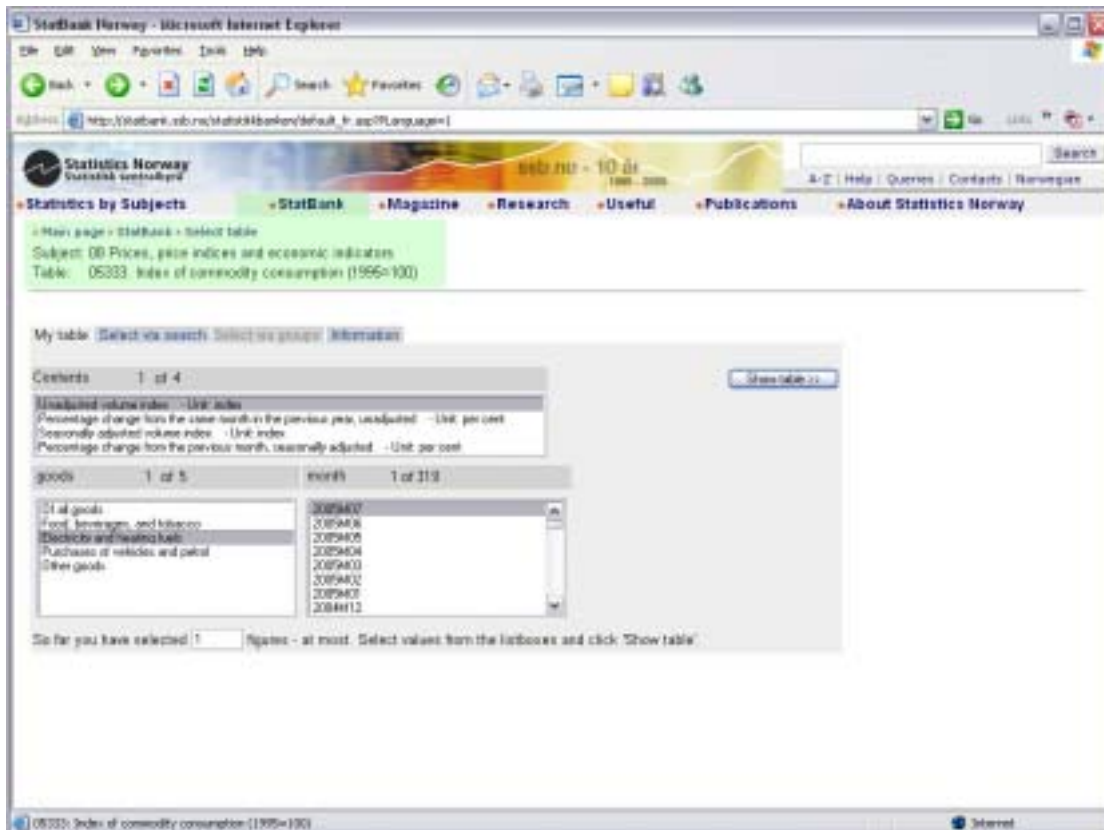 StatBank Norway - Microsoft Internet Explorer
File Edit View Favorites Tools Help
Back Search Favorites
Address http://statbank.ssb.no/statistikkbanken/default_fr.asp?PLanguage=1 Go Links
Statistics Norway
Statistisk sentralbyrå
ssb.no - 10 år
Search
A-Z | Help | Queries | Contacts | Norwegian
Statistics by Subjects StatBank Magazine Research Useful Publications About Statistics Norway
Main page > StatBank > Select table
Subject: 08 Prices, price indices and economic indicators
Table: 05333: Index of commodity consumption (1995=100)
My table Select via search Select via groups Information
Contents 1 of 4
Show table >>
Unadjusted volume index - Unit: index
Percentage change from the same month in the previous year, unadjusted - Unit: per cent
Seasonally adjusted volume index - Unit: index
Percentage change from the previous month, seasonally adjusted - Unit: per cent
goods 1 of 5 month 1 of 319
Of all goods
Food, beverages, and tobacco
Electricity and heating fuels
Purchases of vehicles and petrol
Other goods
2005M07
2005M06
2005M05
2005M04
2005M03
2005M02
2005M01
2004M12
So far you have selected 1 figures - at most. Select values from the listboxes and click 'Show table'
05333: Index of commodity consumption (1995=100) Internet